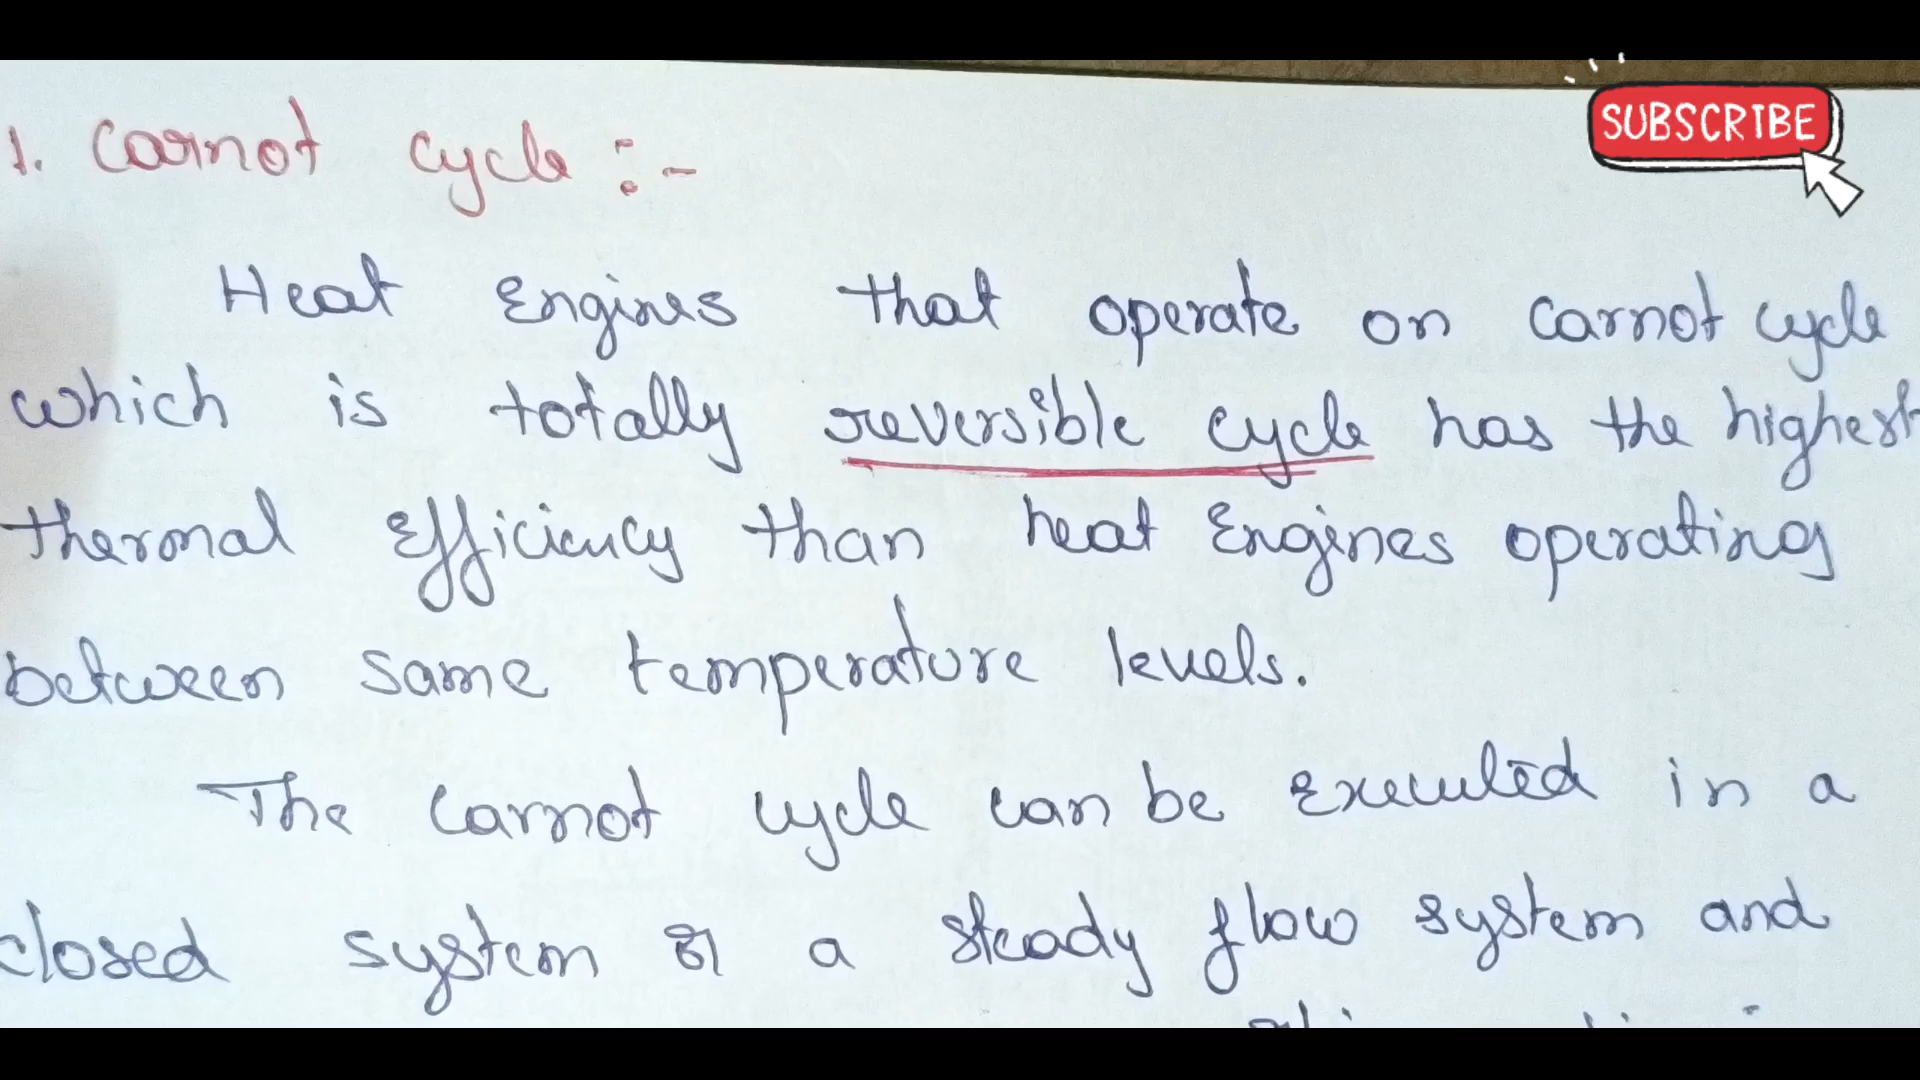 SUBSCRIBE
1. Carnot cycle :-
Heat Engines that operate on Carnot cycle
which is totally reversible cycle has the highest
thermal Efficiency than heat Engines operating
between same temperature levels.
The Carnot cycle can be Executed in a
closed system or a steady flow system and